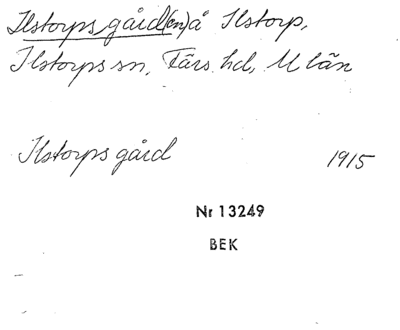 Ilstorps gård(en) å Ilstorp,
Ilstorps sn, Färs hd, M län
Ilstorps gård 1915
Nr 13249
BEK